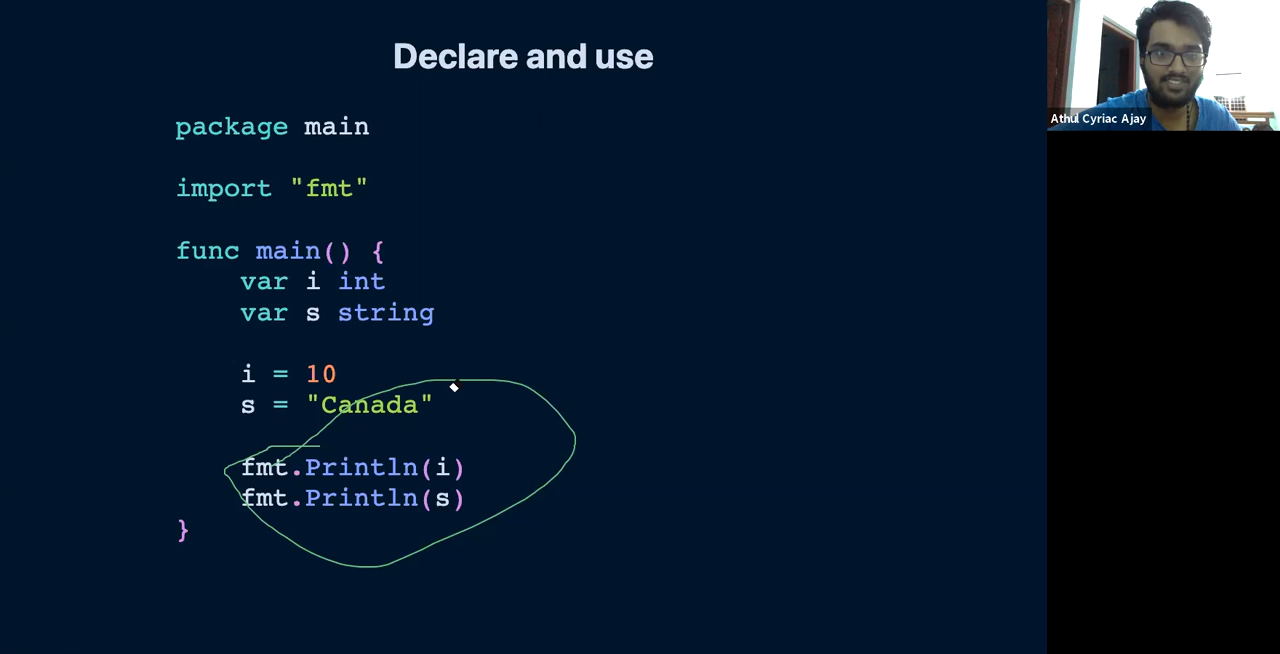 Declare and use
package main
import "fmt"
func main() {
    var i int
    var s string
    i = 10
    s = "Canada"
    fmt.Println(i)
    fmt.Println(s)
}
Athul Cyriac Ajay